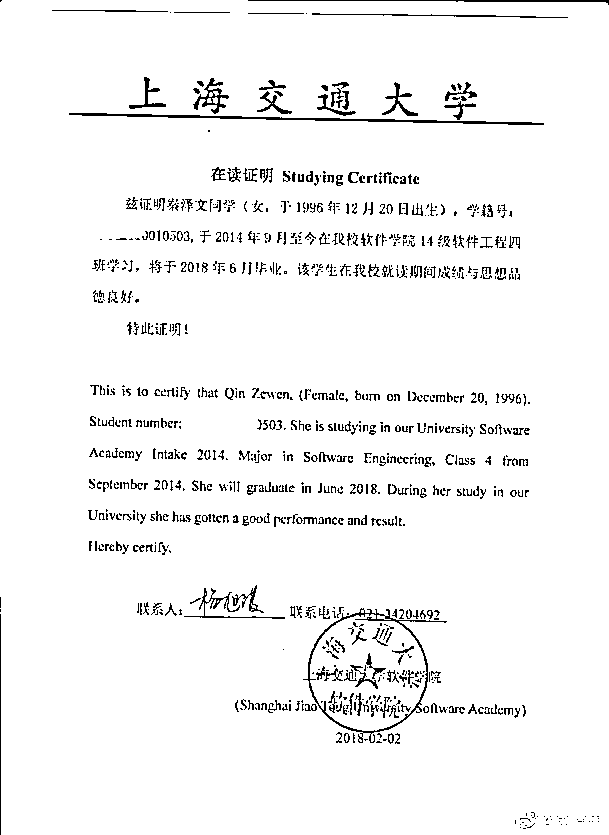 上海交通大学
在读证明 Studying Certificate
兹证明秦泽文同学（女，于1996年12月20日出生），学籍号：
0010503，于2014年9月至今在我校软件学院14级软件工程四
班学习，将于2018年6月毕业。该学生在我校就读期间成绩与思想品
德良好。
特此证明！
This is to certify that Qin Zewen, (Female, born on December 20, 1996).
Student number: 0503. She is studying in our University Software
Academy Intake 2014. Major in Software Engineering, Class 4 from
September 2014. She will graduate in June 2018. During her study in our
University she has gotten a good performance and result.
Hereby certify.
联系人： 联系电话：021-34204692
上海交通大学软件学院
(Shanghai Jiao Tong University Software Academy)
2018-02-02
上海交通大学
软件学院